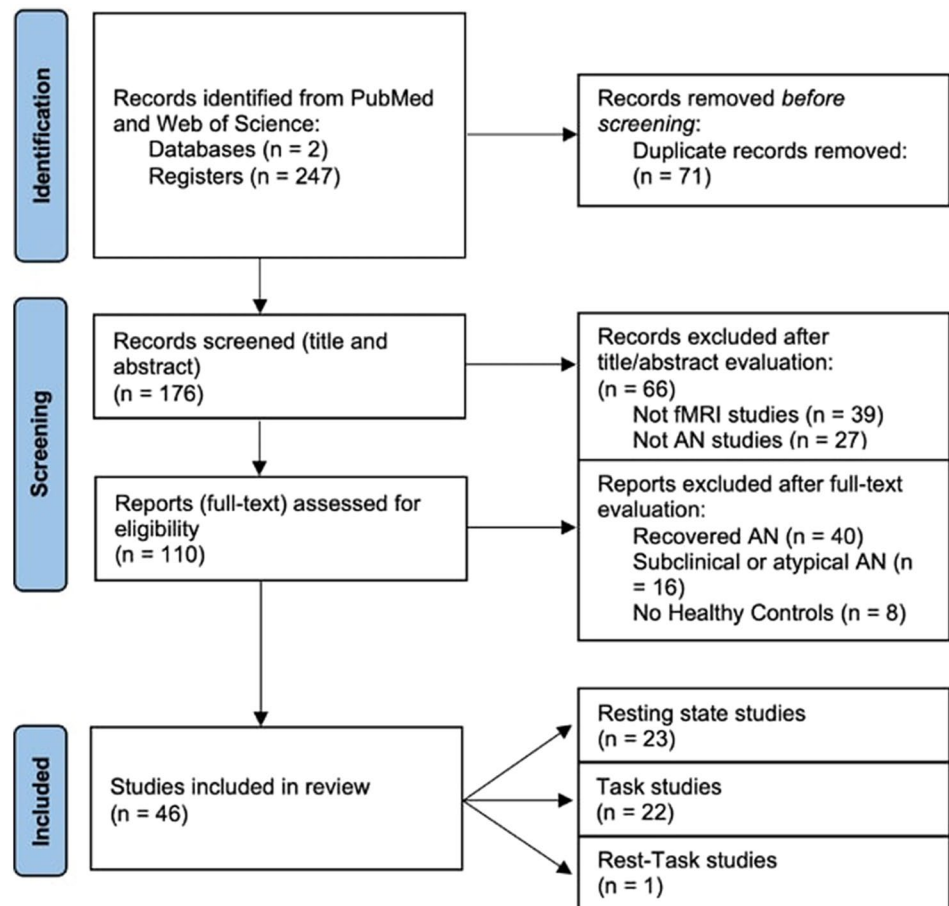 Identification
Records identified from PubMed
and Web of Science:
Databases (n = 2)
Registers (n = 247)
Records removed before
screening:
Duplicate records removed:
(n = 71)
Screening
Records screened (title and
abstract)
(n = 176)
Records excluded after
title/abstract evaluation:
(n = 66)
Not fMRI studies (n = 39)
Not AN studies (n = 27)
Reports (full-text) assessed for
eligibility
(n = 110)
Reports excluded after full-text
evaluation:
Recovered AN (n = 40)
Subclinical or atypical AN (n
= 16)
No Healthy Controls (n = 8)
Included
Studies included in review
(n = 46)
Resting state studies
(n = 23)
Task studies
(n = 22)
Rest-Task studies
(n = 1)